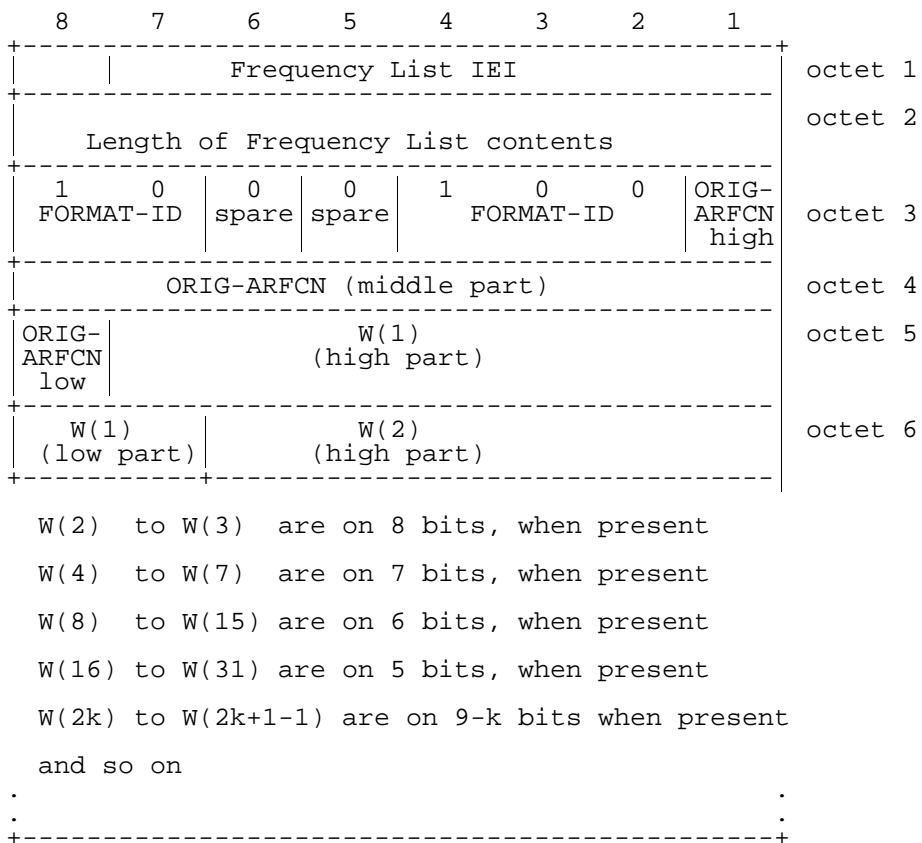 8 7 6 5 4 3 2 1
Frequency List IEI octet 1
octet 2
Length of Frequency List contents
1 0 0 0 1 0 0 ORIG-
FORMAT-ID spare spare FORMAT-ID ARFCN octet 3
high
ORIG-ARFCN (middle part) octet 4
ORIG- W(1) octet 5
ARFCN (high part)
low
W(1) W(2) octet 6
(low part) (high part)
W(2) to W(3) are on 8 bits, when present
W(4) to W(7) are on 7 bits, when present
W(8) to W(15) are on 6 bits, when present
W(16) to W(31) are on 5 bits, when present
W(2k) to W(2k+1-1) are on 9-k bits when present
and so on
. .
. .